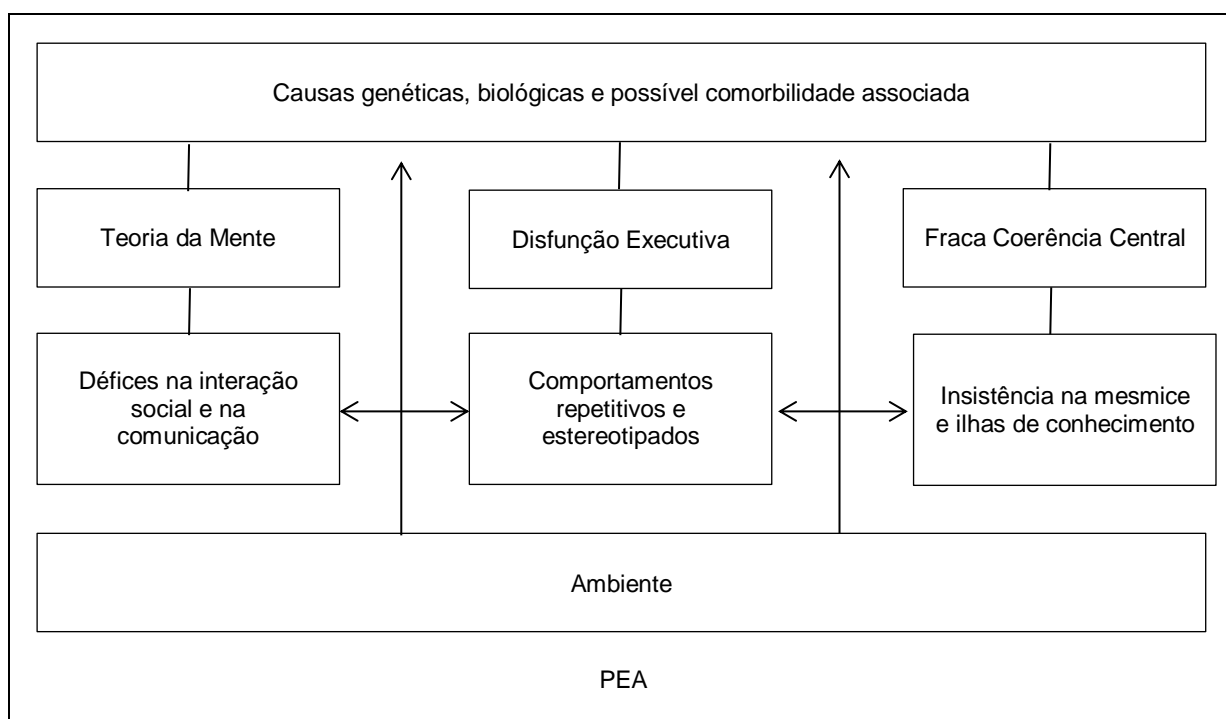 Causas genéticas, biológicas e possível comorbilidade associada
Teoria da Mente
Disfunção Executiva
Fraca Coerência Central
Défices na interação
social e na
comunicação
Comportamentos
repetitivos e
estereotipados
Insistência na mesmice
e ilhas de conhecimento
Ambiente
PEA